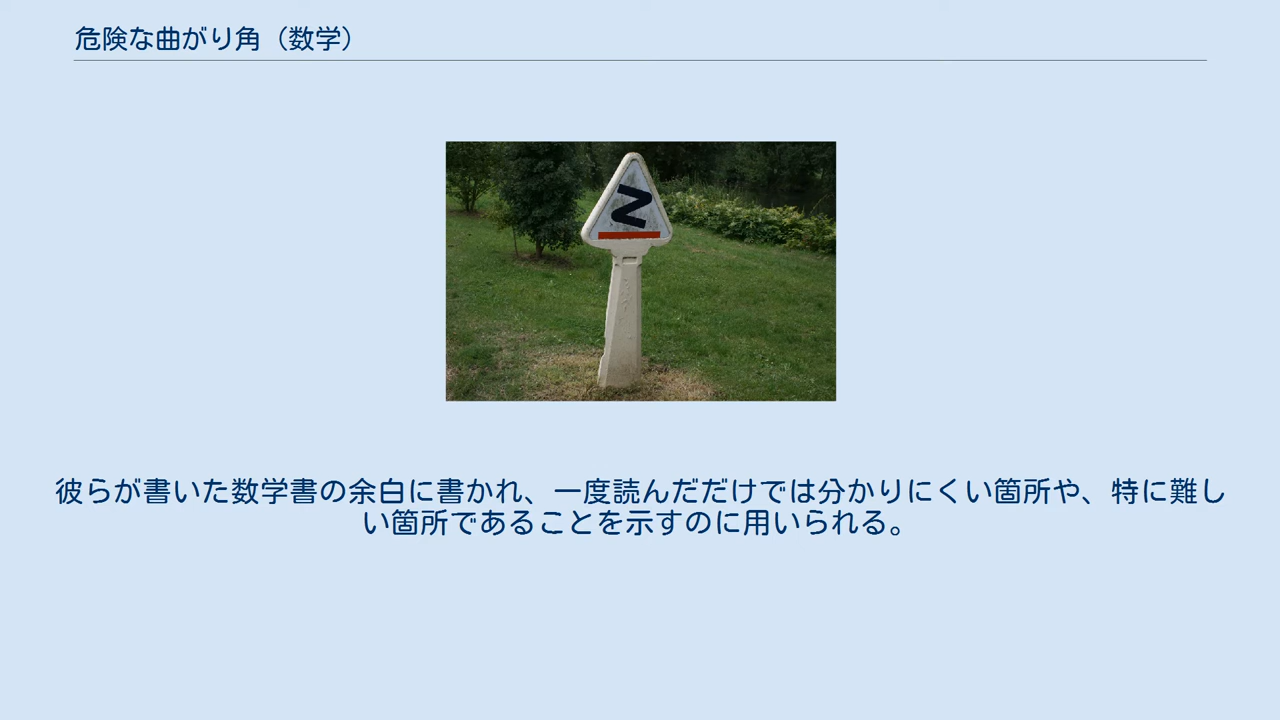 危険な曲がり角（数学）
彼らが書いた数学書の余白に書かれ、一度読んだだけでは分かりにくい箇所や、特に難し
い箇所であることを示すのに用いられる。